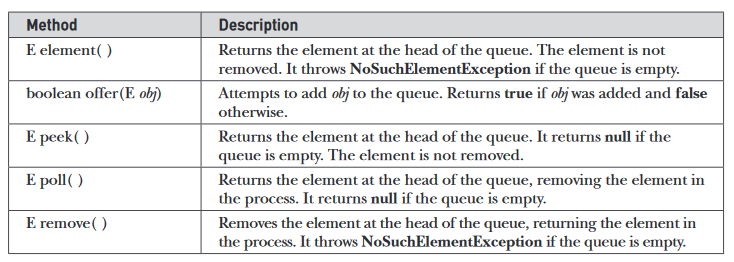 Method Description
E element( ) Returns the element at the head of the queue. The element is not
removed. It throws NoSuchElementException if the queue is empty.
boolean offer(E obj) Attempts to add obj to the queue. Returns true if obj was added and false
otherwise.
E peek( ) Returns the element at the head of the queue. It returns null if the
queue is empty. The element is not removed.
E poll( ) Returns the element at the head of the queue, removing the element in
the process. It returns null if the queue is empty.
E remove( ) Removes the element at the head of the queue, returning the element in
the process. It throws NoSuchElementException if the queue is empty.